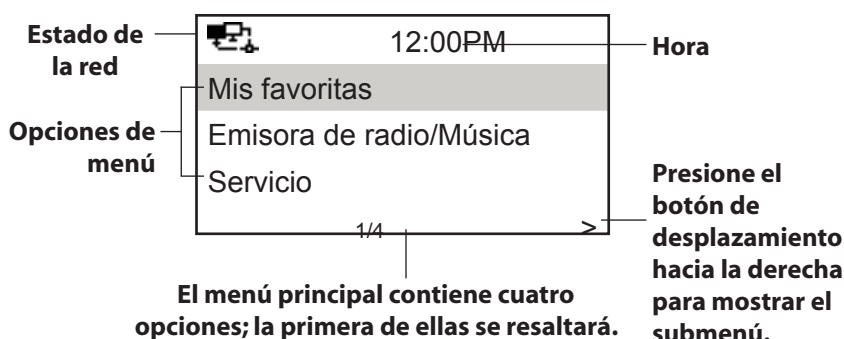 Estado de
la red
12:00PM
Hora
Mis favoritas
Opciones de
menú
Emisora de radio/Música
Servicio
1/4
>
Presione el
botón de
desplazamiento
hacia la derecha
para mostrar el
submenú.
El menú principal contiene cuatro
opciones; la primera de ellas se resaltará.